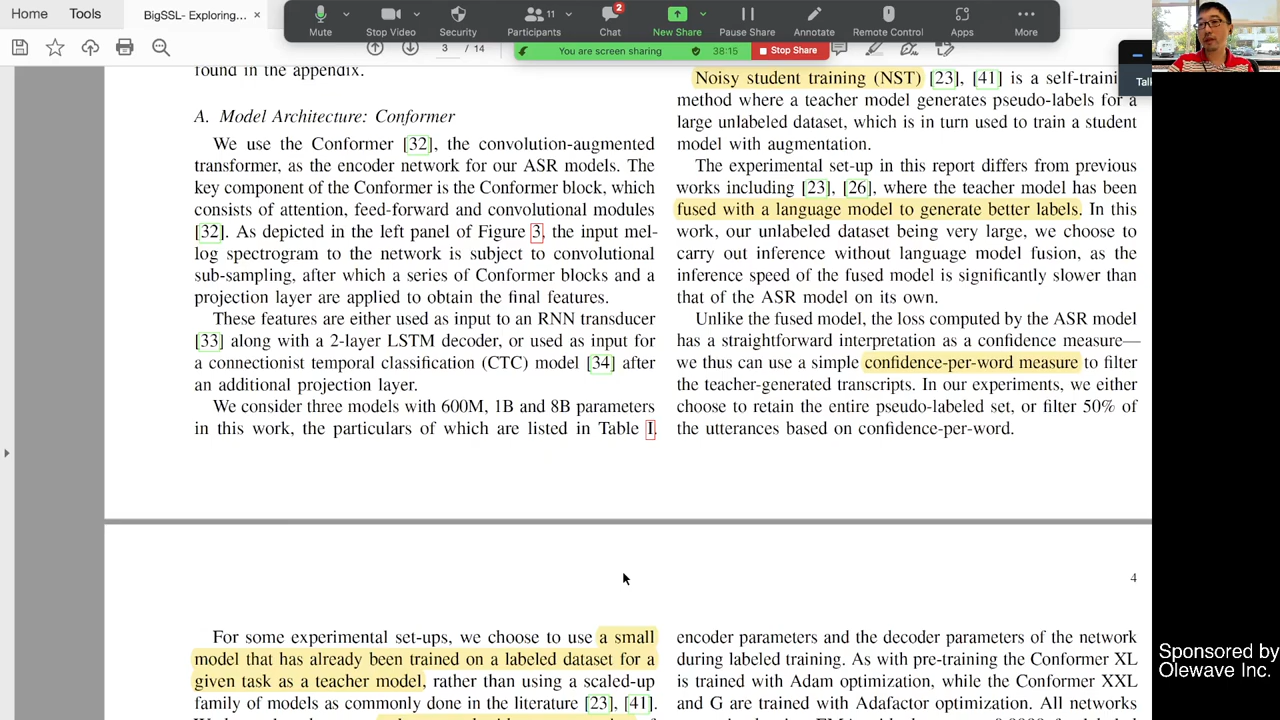 Home
Tools
BigSSL- Exploring...
×
Mute
Stop Video
Security
11
Participants
2
Chat
New Share
Pause Share
Annotate
Remote Control
Apps
More
3 / 14
You are screen sharing
38:15
Stop Share
Talk
found in the appendix.
A. Model Architecture: Conformer
We use the Conformer [32], the convolution-augmented
transformer, as the encoder network for our ASR models. The
key component of the Conformer is the Conformer block, which
consists of attention, feed-forward and convolutional modules
[32]. As depicted in the left panel of Figure 3, the input mel-
log spectrogram to the network is subject to convolutional
sub-sampling, after which a series of Conformer blocks and a
projection layer are applied to obtain the final features.
These features are either used as input to an RNN transducer
[33] along with a 2-layer LSTM decoder, or used as input for
a connectionist temporal classification (CTC) model [34] after
an additional projection layer.
We consider three models with 600M, 1B and 8B parameters
in this work, the particulars of which are listed in Table I.
Noisy student training (NST) [23], [41] is a self-traini
method where a teacher model generates pseudo-labels for a
large unlabeled dataset, which is in turn used to train a student
model with augmentation.
The experimental set-up in this report differs from previous
works including [23], [26], where the teacher model has been
fused with a language model to generate better labels. In this
work, our unlabeled dataset being very large, we choose to
carry out inference without language model fusion, as the
inference speed of the fused model is significantly slower than
that of the ASR model on its own.
Unlike the fused model, the loss computed by the ASR model
has a straightforward interpretation as a confidence measure—
we thus can use a simple confidence-per-word measure to filter
the teacher-generated transcripts. In our experiments, we either
choose to retain the entire pseudo-labeled set, or filter 50% of
the utterances based on confidence-per-word.
4
For some experimental set-ups, we choose to use a small
model that has already been trained on a labeled dataset for a
given task as a teacher model, rather than using a scaled-up
family of models as commonly done in the literature [23], [41].
encoder parameters and the decoder parameters of the network
during labeled training. As with pre-training the Conformer XL
is trained with Adam optimization, while the Conformer XXL
and G are trained with Adafactor optimization. All networks
Sponsored by
Olewave Inc.